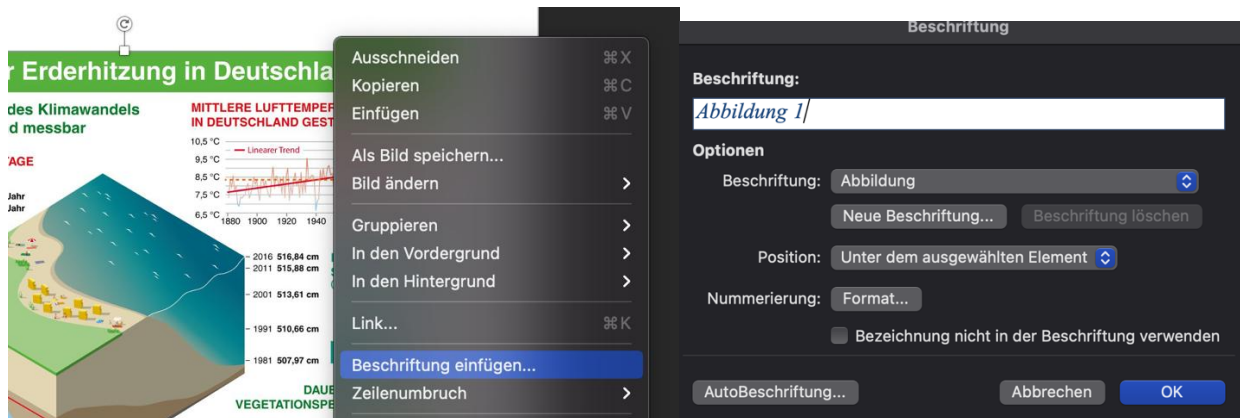 r Erderhitzung in Deutschla
des Klimawandels
d messbar
MITTLERE LUFTTEMPER
IN DEUTSCHLAND GEST
10,5 °C
Linearer Trend
9,5 °C
8,5 °C
7,5 °C
6,5 °C
1880 1900 1920 1940
TAGE
Jahr
Jahr
2016 516,84 cm
2011 515,88 cm
2001 513,61 cm
1991 510,66 cm
1981 507,97 cm
DAUE
VEGETATIONSPE
Ausschneiden ⌘X
Kopieren ⌘C
Einfügen ⌘V
Als Bild speichern...
Bild ändern
Gruppieren
In den Vordergrund
In den Hintergrund
Link... ⌘K
Beschriftung einfügen...
Zeilenumbruch
Beschriftung
Beschriftung:
Abbildung 1
Optionen
Beschriftung: Abbildung
Neue Beschriftung... Beschriftung löschen
Position: Unter dem ausgewählten Element
Nummerierung: Format...
Bezeichnung nicht in der Beschriftung verwenden
AutoBeschriftung... Abbrechen OK